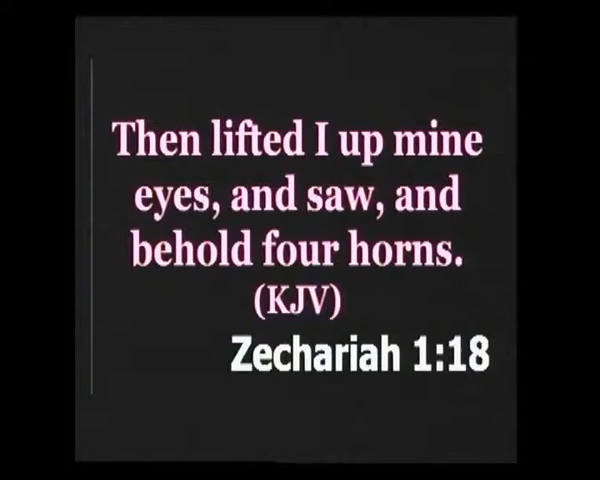 Then lifted I up mine
eyes, and saw, and
behold four horns.
(KJV)
Zechariah 1:18